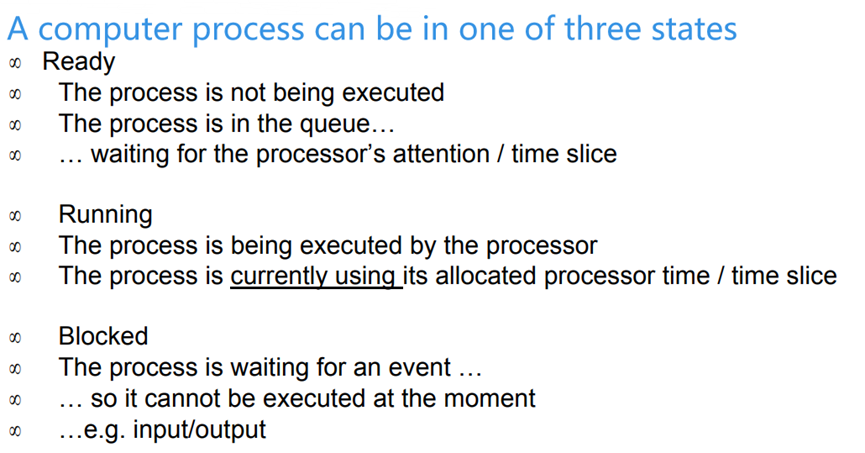 A computer process can be in one of three states
∞ Ready
∞ The process is not being executed
∞ The process is in the queue…
∞ … waiting for the processor’s attention / time slice
∞ Running
∞ The process is being executed by the processor
∞ The process is currently using its allocated processor time / time slice
∞ Blocked
∞ The process is waiting for an event …
∞ … so it cannot be executed at the moment
∞ …e.g. input/output